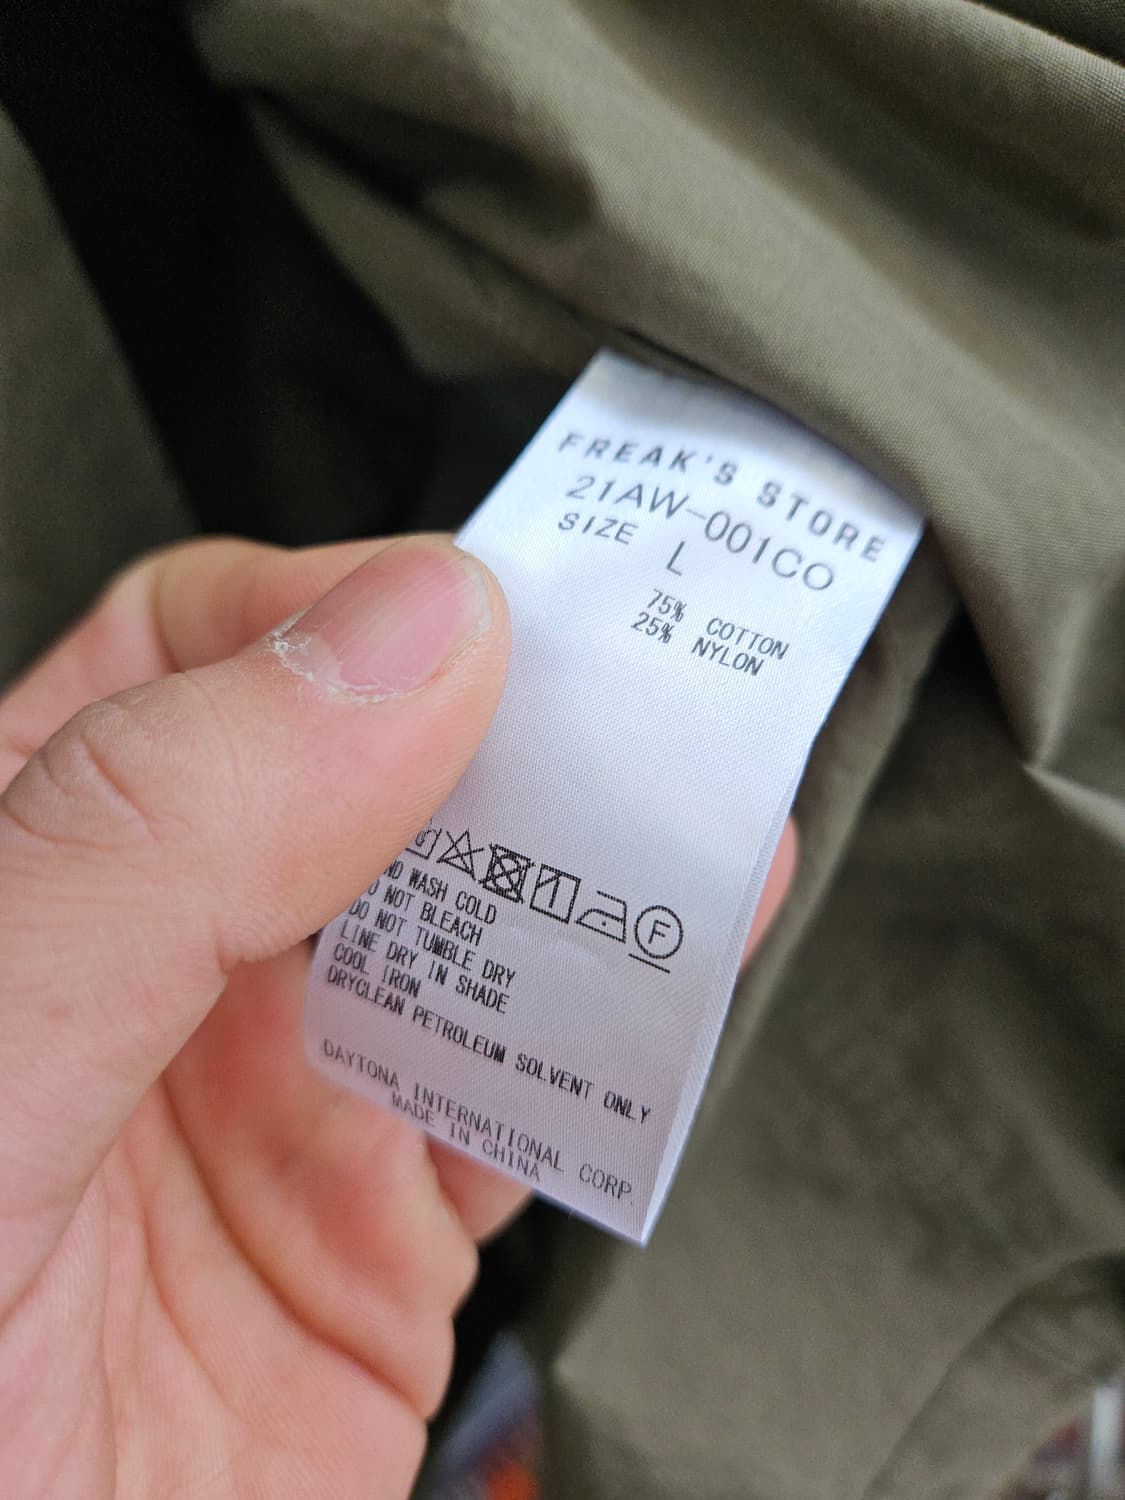 FREAK'S STORE
21AW-001CO
SIZE L
75% COTTON
25% NYLON
F
WASH COLD
NOT BLEACH
DO NOT TUMBLE DRY
LINE DRY IN SHADE
COOL IRON
DRYCLEAN PETROLEUM SOLVENT ONLY
DAYTONA INTERNATIONAL CORP.
MADE IN CHINA